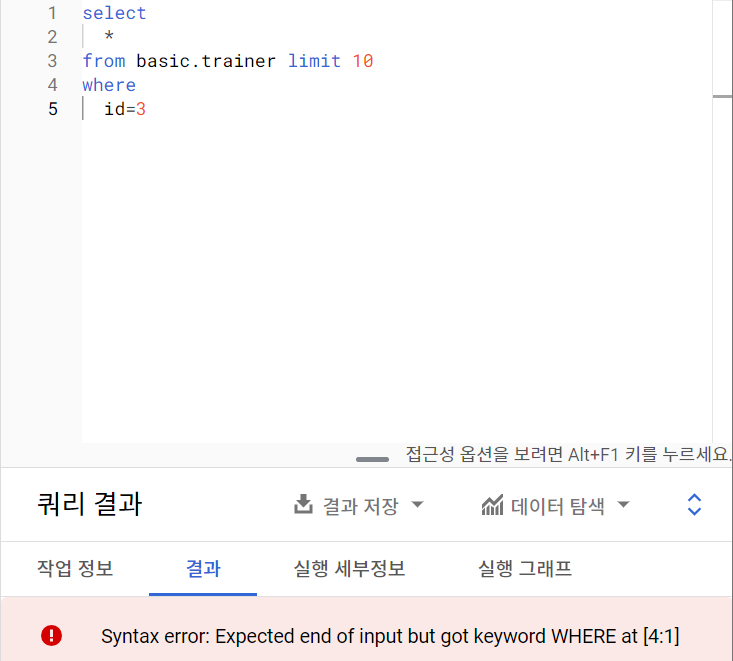 1 select
2 *
3 from basic.trainer limit 10
4 where
5 id=3
접근성 옵션을 보려면 Alt+F1 키를 누르세요.
쿼리 결과 결과 저장 데이터 탐색
작업 정보 결과 실행 세부정보 실행 그래프
Syntax error: Expected end of input but got keyword WHERE at [4:1]